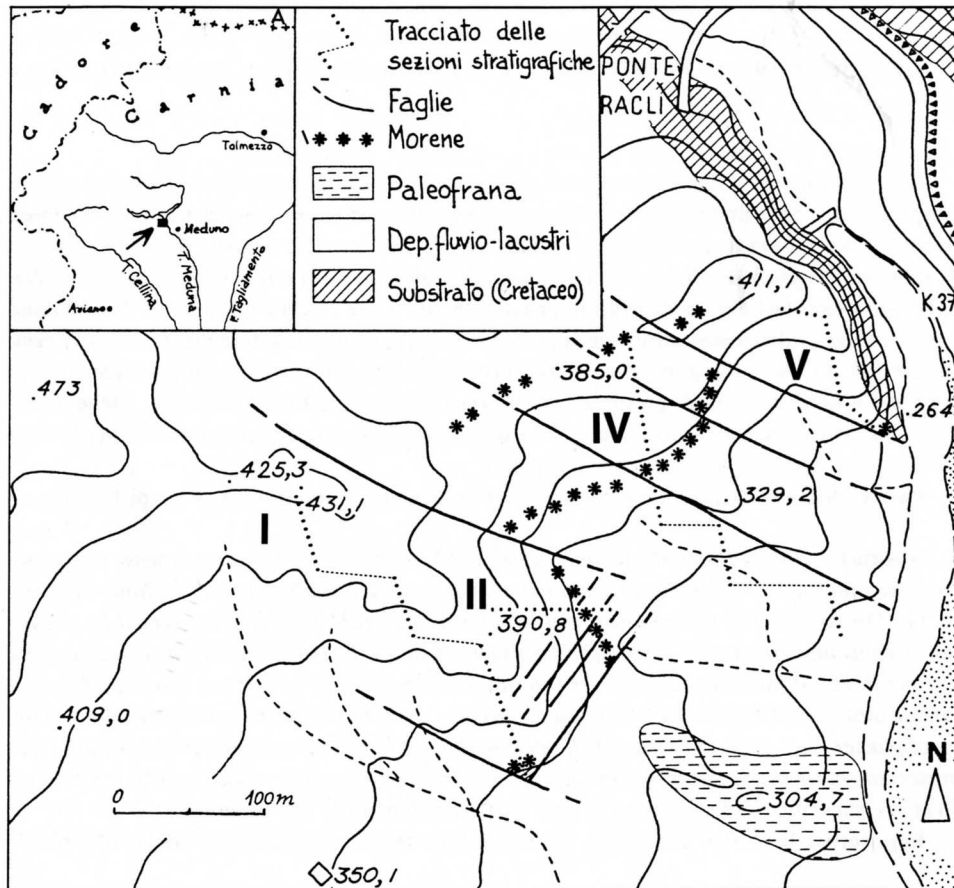 A
Cadore
Carnia
Tolmezzo
Meduno
T. Cellina
T. Meduna
F. Tagliamento
Aviano
Tracciato delle
sezioni stratigrafiche
Faglie
Morene
Paleofrana
Dep. fluvio-lacustri
Substrato (Cretaceo)
PONTE
RACLI
.411,1
K37
V
.385,0
.473
.264
IV
425,3
431,1
.329,2
I
II
390,8
.409,0
304,7
N
0 100m
350,1